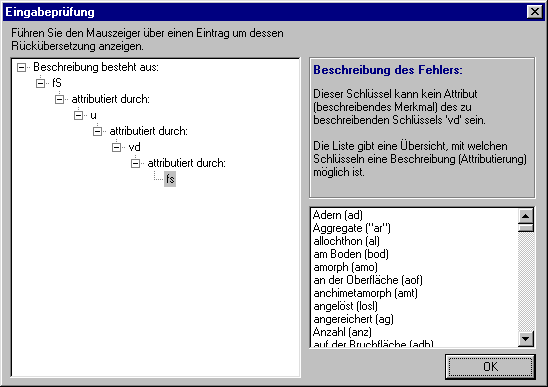 Eingabeprüfung
Führen Sie den Mauszeiger über einen Eintrag um dessen
Rückübersetzung anzeigen.
Beschreibung besteht aus:
fS
attributiert durch:
u
attributiert durch:
vd
attributiert durch:
fs
Beschreibung des Fehlers:
Dieser Schlüssel kann kein Attribut
(beschreibendes Merkmal) des zu
beschreibenden Schlüssels 'vd' sein.
Die Liste gibt eine Übersicht, mit welchen
Schlüsseln eine Beschreibung (Attributierung)
möglich ist.
Adern (ad)
Aggregate ("ar")
allochthon (al)
am Boden (bod)
amorph (amo)
an der Oberfläche (aof)
anchimetamorph (amt)
angelöst (losl)
angereichert (ag)
Anzahl (anz)
auf der Bruchfläche (adb)
OK